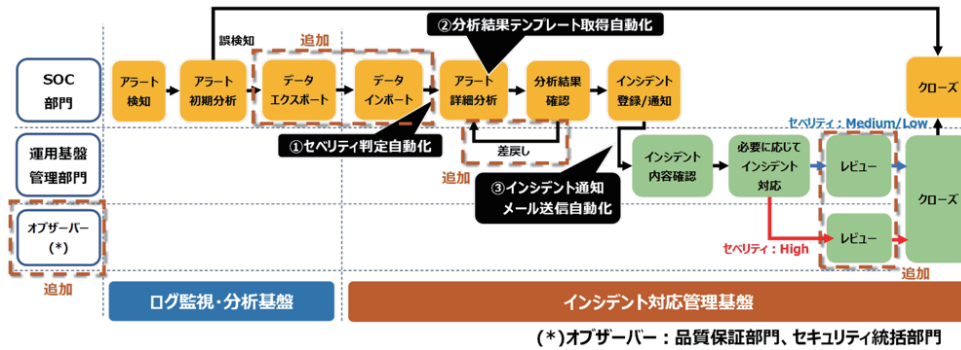 ②分析結果テンプレート取得自動化
誤検知
追加
SOC
部門
アラート
検知
アラート
初期分析
データ
エクスポート
データ
インポート
アラート
詳細分析
分析結果
確認
インシデント
登録/通知
クローズ
①セベリティ判定自動化
差戻し
追加
セベリティ：Medium/Low
運用基盤
管理部門
③インシデント通知
メール送信自動化
インシデント
内容確認
必要に応じて
インシデント
対応
レビュー
クローズ
オブザーバー
(*)
追加
セベリティ：High
レビュー
追加
ログ監視・分析基盤
インシデント対応管理基盤
(*)オブザーバー：品質保証部門、セキュリティ統括部門